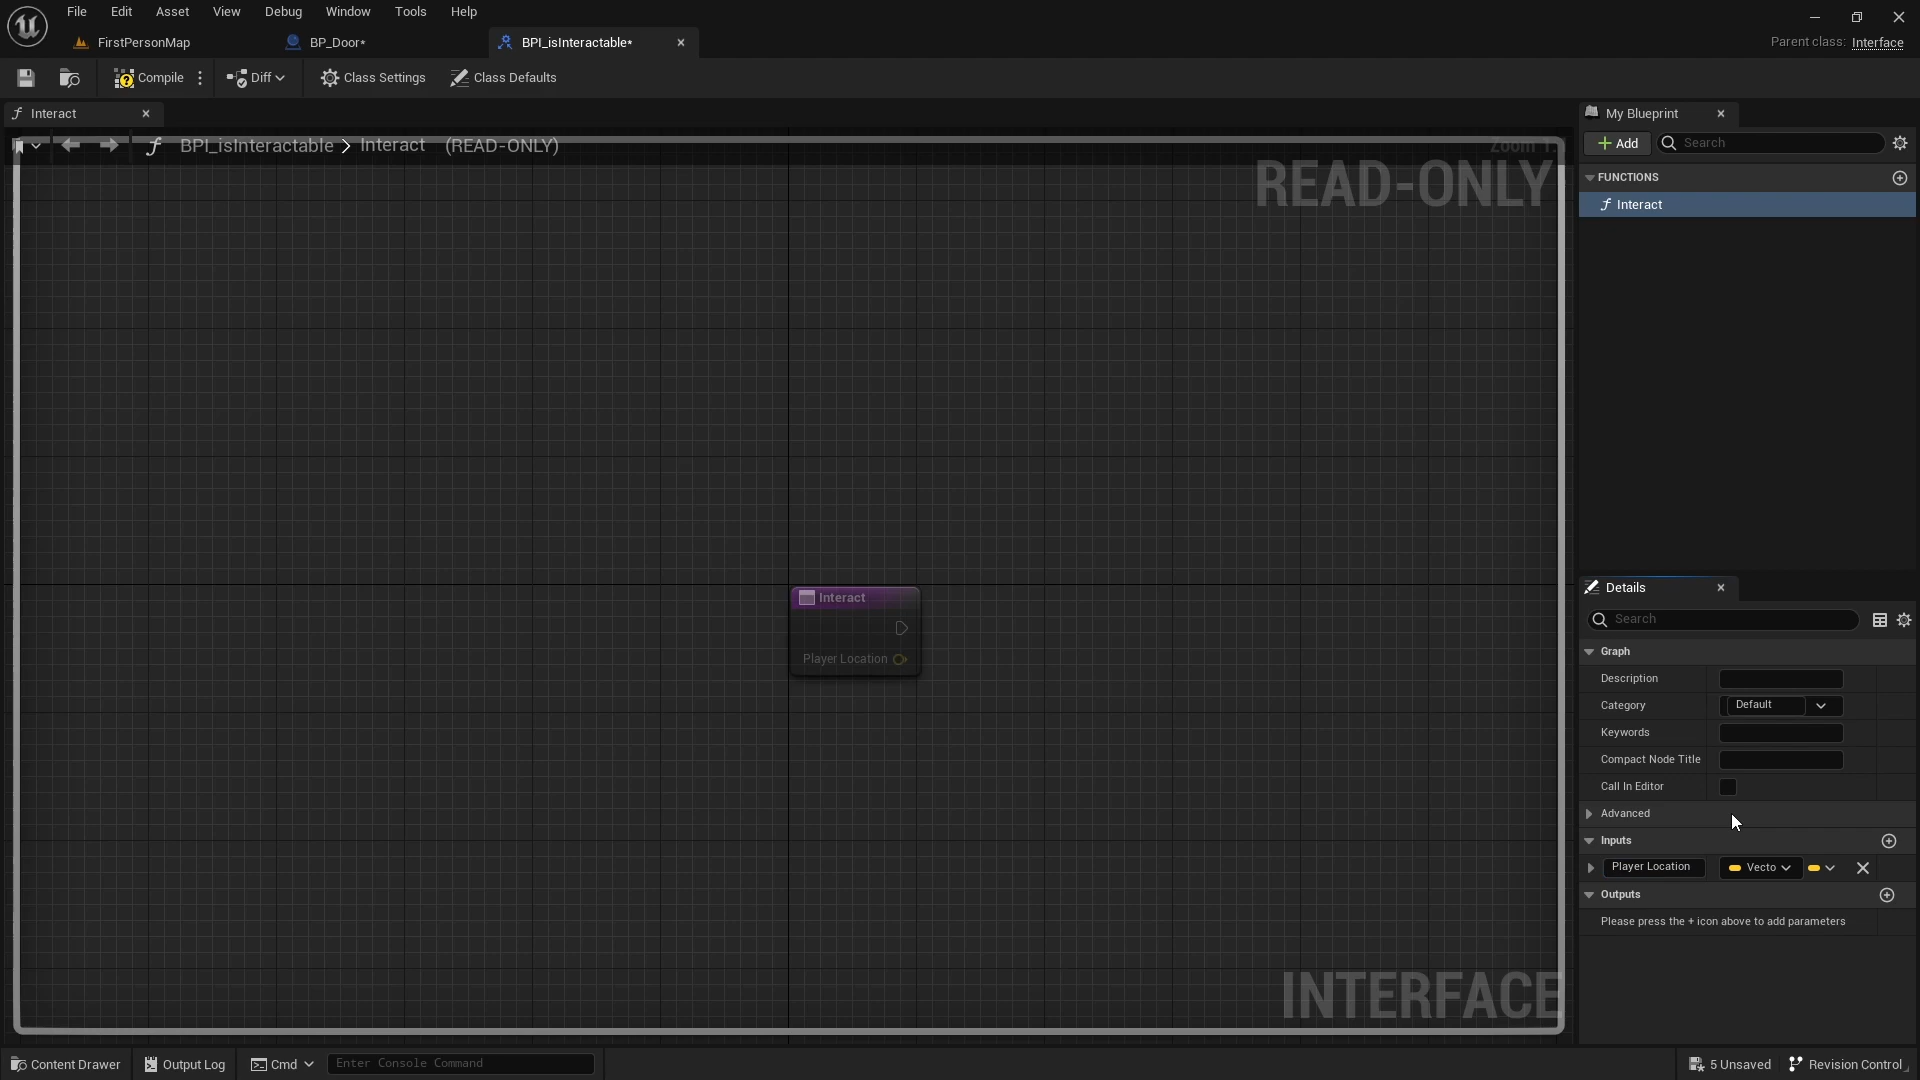 File Edit Asset View Debug Window Tools Help
FirstPersonMap BP_Door* BPI_isInteractable* Parent class: Interface
Compile Diff Class Settings Class Defaults
Interact
BPI_isInteractable > Interact (READ-ONLY)
READ-ONLY
My Blueprint
Add Search
FUNCTIONS
Interact
Interact
Player Location
INTERFACE
Details
Search
Graph
Description
Category Default
Keywords
Compact Node Title
Call In Editor
Advanced
Inputs
Player Location Vecto
Outputs
Please press the + icon above to add parameters
Content Drawer Output Log Cmd Enter Console Command 5 Unsaved Revision Control